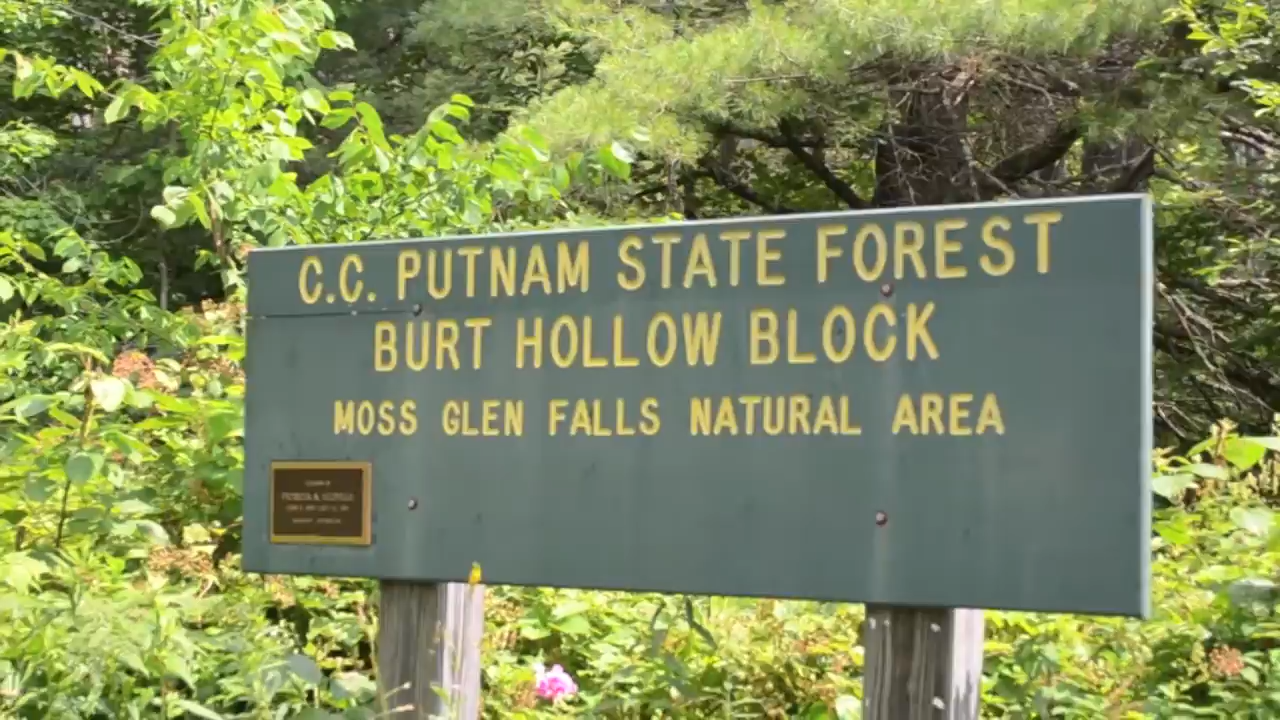 C.C. PUTNAM STATE FOREST
BURT HOLLOW BLOCK
MOSS GLEN FALLS NATURAL AREA